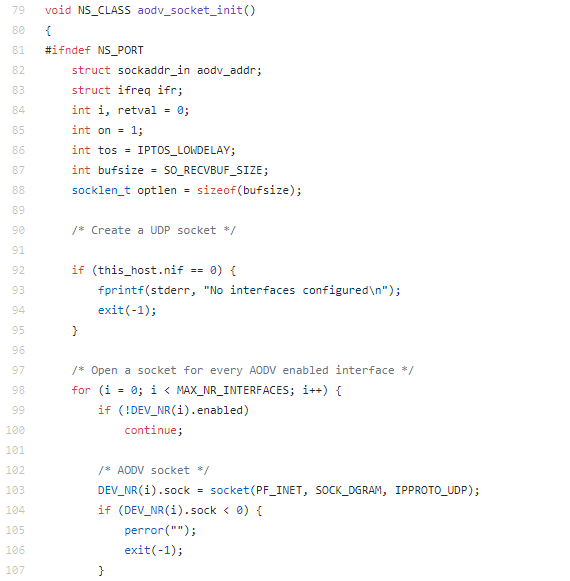 79 void NS_CLASS aodv_socket_init()
80 {
81 #ifndef NS_PORT
82     struct sockaddr_in aodv_addr;
83     struct ifreq ifr;
84     int i, retval = 0;
85     int on = 1;
86     int tos = IPTOS_LOWDELAY;
87     int bufsize = SO_RECVBUF_SIZE;
88     socklen_t optlen = sizeof(bufsize);
89
90     /* Create a UDP socket */
91
92     if (this_host.nif == 0) {
93         fprintf(stderr, "No interfaces configured\n");
94         exit(-1);
95     }
96
97     /* Open a socket for every AODV enabled interface */
98     for (i = 0; i < MAX_NR_INTERFACES; i++) {
99         if (!DEV_NR(i).enabled)
100             continue;
101
102         /* AODV socket */
103         DEV_NR(i).sock = socket(PF_INET, SOCK_DGRAM, IPPROTO_UDP);
104         if (DEV_NR(i).sock < 0) {
105             perror("");
106             exit(-1);
107         }